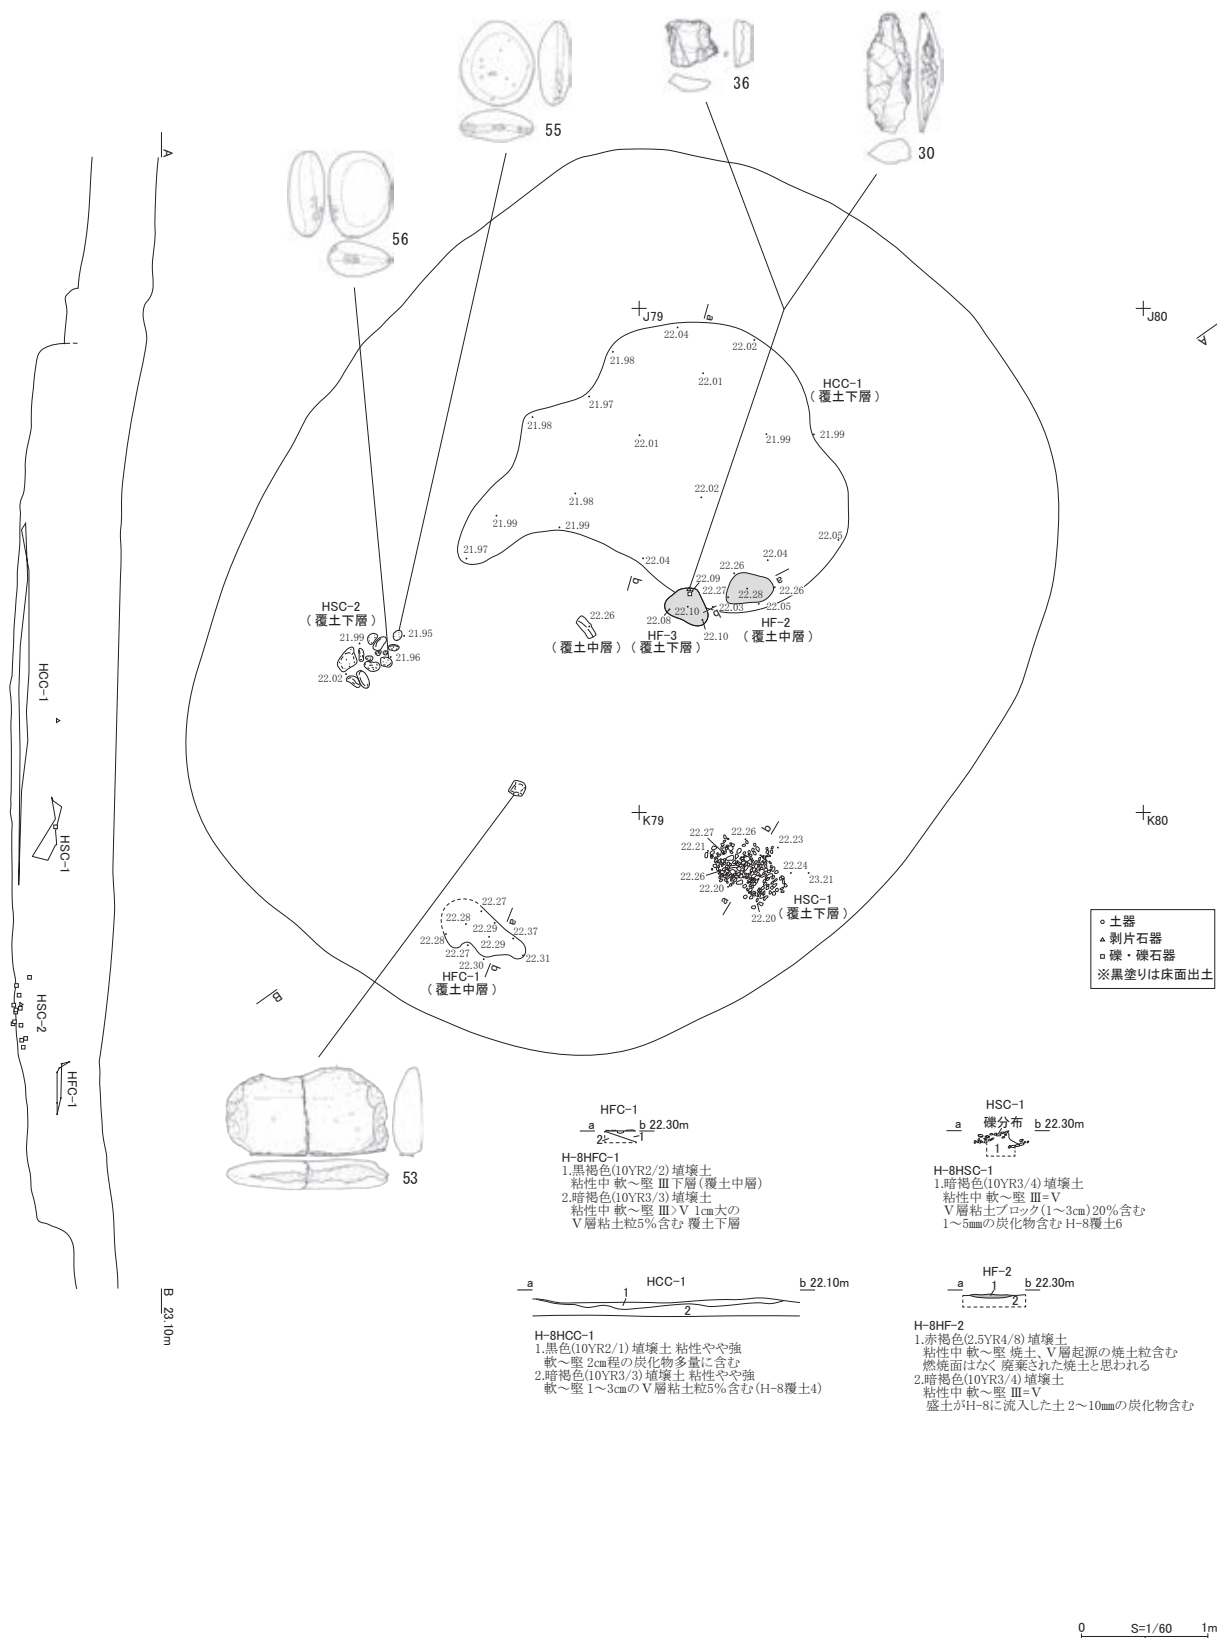 36
55
30
56
A
A
J79
J80
a
22.04
22.02
21.98
22.01
HCC-1
(覆土下層)
21.97
21.98
22.01
21.99
21.99
21.98
22.02
21.99
21.99
21.97
22.05
22.04
22.04
22.26
a
b
22.09
22.27
22.28
22.26
HSC-2
(覆土下層)
22.10
b
22.03
22.05
22.26
22.08
HF-3
22.10
HF-2
(覆土中層)
(覆土下層)
(覆土中層)
21.99
21.95
21.96
22.02
HCC-1
HSC-1
K79
K80
b
22.27
22.26
22.23
22.21
22.24
23.21
22.26
22.20
a
HSC-1
(覆土下層)
22.20
22.27
22.28
22.29
a
22.37
22.28
22.27
22.29
22.31
22.30
b
HFC-1
(覆土中層)
B
HSC-2
HFC-1
土器
剥片石器
礫・礫石器
※黒塗りは床面出土
53
B 23.10m
HFC-1
a b 22.30m
2 1
H-8HFC-1
1.黒褐色(10YR2/2)埴壌土
粘性中 軟～堅 Ⅲ下層(覆土中層)
2.暗褐色(10YR3/3)埴壌土
粘性中 軟～堅 Ⅲ>Ⅴ 1㎝大の
Ⅴ層粘土粒5%含む 覆土下層
HSC-1
礫分布
a b 22.30m
1
H-8HSC-1
1.暗褐色(10YR3/4)埴壌土
粘性中 軟～堅 Ⅲ=Ⅴ
Ⅴ層粘土ブロック(1～3㎝)20%含む
1～5㎜の炭化物含む H-8覆土6
HCC-1
a b 22.10m
1
2
H-8HCC-1
1.黒色(10YR2/1)埴壌土 粘性やや強
軟～堅 2㎝程の炭化物多量に含む
2.暗褐色(10YR3/3)埴壌土 粘性やや強
軟～堅 1～3㎝のⅤ層粘土粒5%含む(H-8覆土4)
HF-2
a 1 b 22.30m
2
H-8HF-2
1.赤褐色(2.5YR4/8)埴壌土
粘性中 軟～堅 焼土、Ⅴ層起源の焼土粒含む
燃焼面はなく 廃棄された焼土と思われる
2.暗褐色(10YR3/4)埴壌土
粘性中 軟～堅 Ⅲ=Ⅴ
盛土がH-8に流入した土 2～10㎜の炭化物含む
0 S=1/60 1m